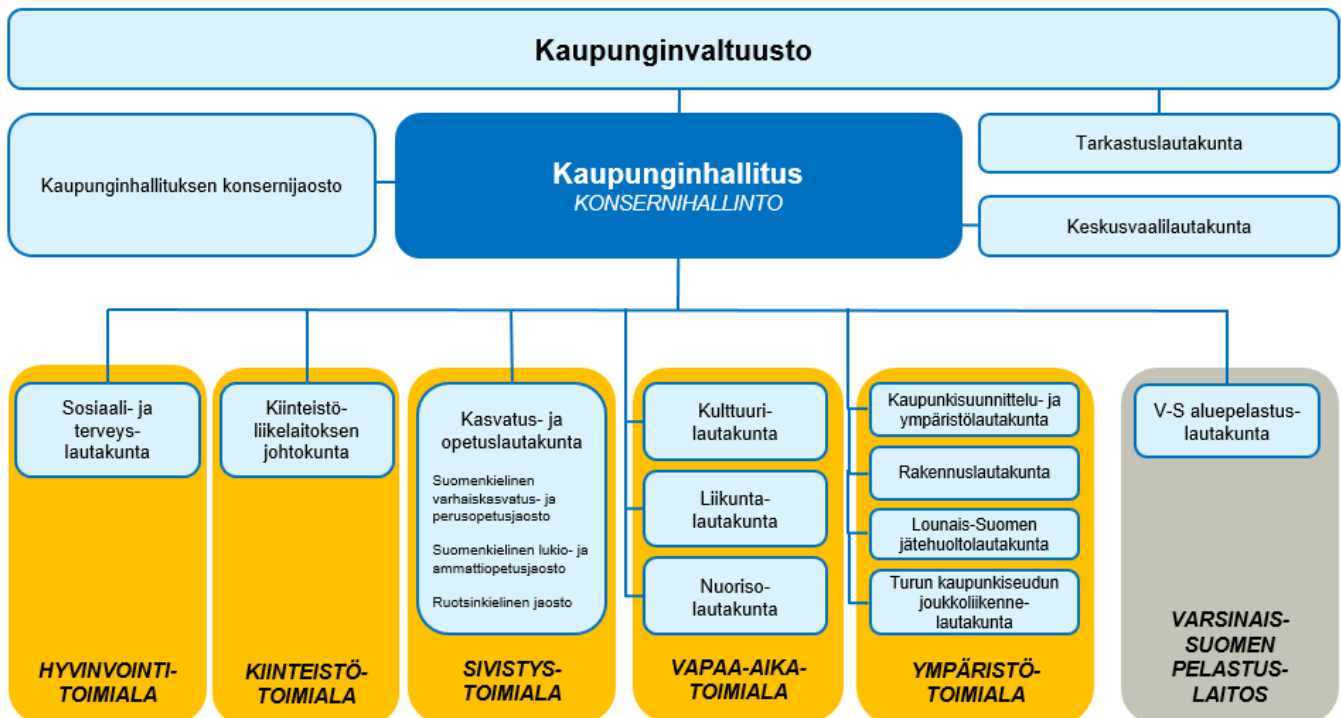 Kaupunginvaltuusto
Kaupunginhallituksen konsernijaosto
Kaupunginhallitus
KONSERNIHALLINTO
Tarkastuslautakunta
Keskusvaalilautakunta
Sosiaali- ja
terveys-
lautakunta
HYVINVOINTI-
TOIMIALA
Kiinteistö-
liikelaitoksen
johtokunta
KIINTEISTÖ-
TOIMIALA
Kasvatus- ja
opetuslautakunta
Suomenkielinen
varhaiskasvatus- ja
perusopetusjaosto
Suomenkielinen lukio- ja
ammattiopetusjaosto
Ruotsinkielinen jaosto
SIVISTYS-
TOIMIALA
Kulttuuri-
lautakunta
Liikunta-
lautakunta
Nuoriso-
lautakunta
VAPAA-AIKA-
TOIMIALA
Kaupunkisuunnittelu- ja
ympäristölautakunta
Rakennuslautakunta
Lounais-Suomen
jätehuoltolautakunta
Turun kaupunkiseudun
joukkoliikenne-
lautakunta
YMPÄRISTÖ-
TOIMIALA
V-S aluepelastus-
lautakunta
VARSINAIS-
SUOMEN
PELASTUS-
LAITOS